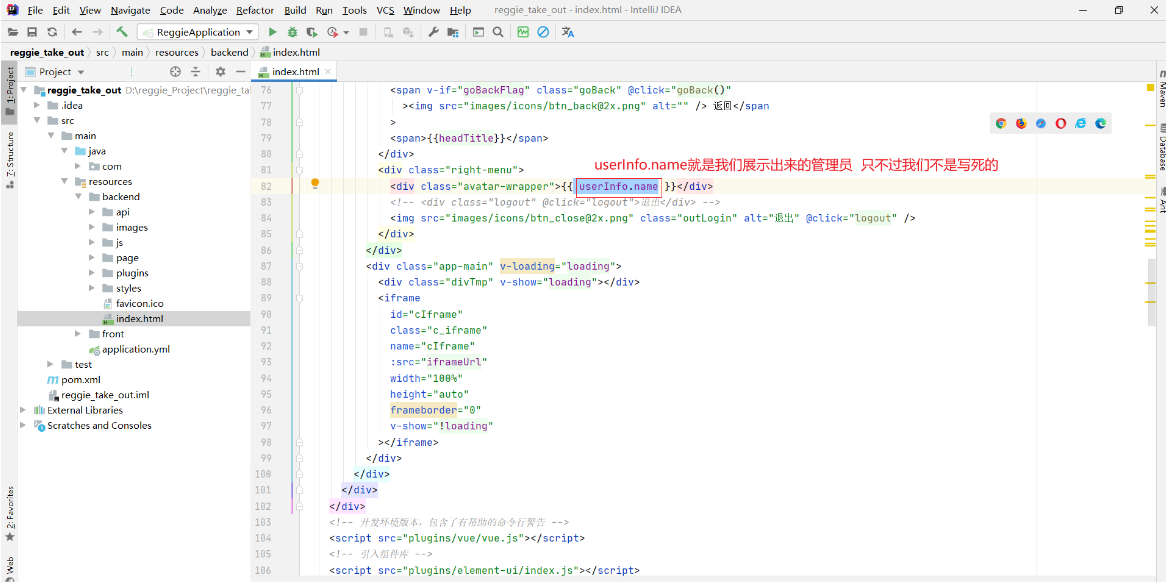 File Edit View Navigate Code Analyze Refactor Build Run Tools VCS Window Help reggie_take_out - index.html - IntelliJ IDEA
ReggieApplication
reggie_take_out src main resources backend index.html
Project
index.html
1: Project
7: Structure
2: Favorites
Web
Maven
Database
Ant
reggie_take_out D:\reggie_Project\reggie_tal
.idea
src
main
java
com
resources
backend
api
images
js
page
plugins
styles
favicon.ico
index.html
front
application.yml
test
pom.xml
reggie_take_out.iml
External Libraries
Scratches and Consoles
76 <span v-if="goBackFlag" class="goBack" @click="goBack()"
77 ><img src="images/icons/btn_back@2x.png" alt="" /> 返回</span
78 >
79 <span>{{headTitle}}</span>
80 </div>
81 <div class="right-menu">
userInfo.name就是我们展示出来的管理员 只不过我们不是写死的
82 <div class="avatar-wrapper">{{ userInfo.name }}</div>
83 <!-- <div class="logout" @click="logout">退出</div> -->
84 <img src="images/icons/btn_close@2x.png" class="outLogin" alt="退出" @click="logout" />
85 </div>
86 </div>
87 <div class="app-main" v-loading="loading">
88 <div class="divTmp" v-show="loading"></div>
89 <iframe
90 id="cIframe"
91 class="c_iframe"
92 name="cIframe"
93 :src="iframeUrl"
94 width="100%"
95 height="auto"
96 frameborder="0"
97 v-show="!loading"
98 ></iframe>
99 </div>
100 </div>
101 </div>
102 </div>
103 <!-- 开发环境版本，包含了有帮助的命令行警告 -->
104 <script src="plugins/vue/vue.js"></script>
105 <!-- 引入组件库 -->
106 <script src="plugins/element-ui/index.js"></script>